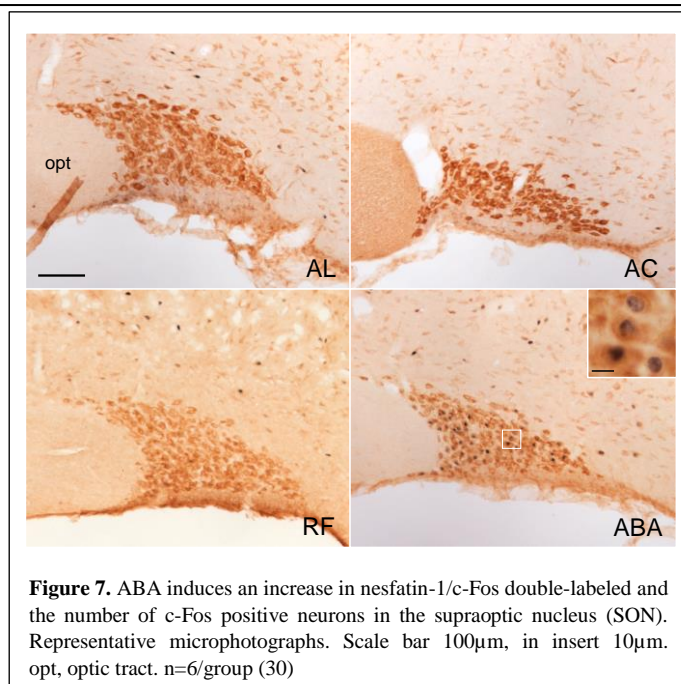 opt
AL
AC
RF
ABA
Figure 7. ABA induces an increase in nesfatin-1/c-Fos double-labeled and
the number of c-Fos positive neurons in the supraoptic nucleus (SON).
Representative microphotographs. Scale bar 100µm, in insert 10µm.
opt, optic tract. n=6/group (30)